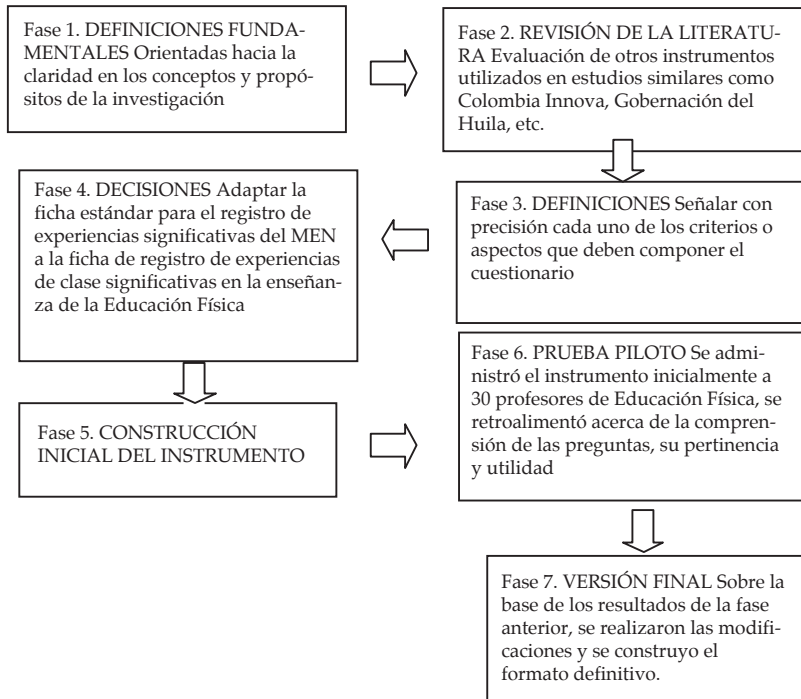 Fase 1. DEFINICIONES FUNDA-
MENTALES Orientadas hacia la
claridad en los conceptos y propó-
sitos de la investigación
Fase 2. REVISIÓN DE LA LITERATU-
RA Evaluación de otros instrumentos
utilizados en estudios similares como
Colombia Innova, Gobernación del
Huila, etc.
Fase 3. DEFINICIONES Señalar con
precisión cada uno de los criterios o
aspectos que deben componer el
cuestionario
Fase 4. DECISIONES Adaptar la
ficha estándar para el registro de
experiencias significativas del MEN
a la ficha de registro de experiencias
de clase significativas en la enseñan-
za de la Educación Física
Fase 5. CONSTRUCCIÓN
INICIAL DEL INSTRUMENTO
Fase 6. PRUEBA PILOTO Se admi-
nistró el instrumento inicialmente a
30 profesores de Educación Física, se
retroalimentó acerca de la compren-
sión de las preguntas, su pertinencia
y utilidad
Fase 7. VERSIÓN FINAL Sobre la
base de los resultados de la fase
anterior, se realizaron las modifi-
caciones y se construyo el
formato definitivo.